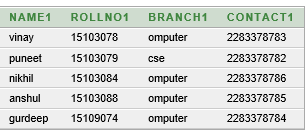 NAME1 ROLLNO1 BRANCH1 CONTACT1
vinay 15103078 omputer 2283378783
puneet 15103079 cse 2283378782
nikhil 15103084 omputer 2283378786
anshul 15103088 omputer 2283378785
gurdeep 15109074 omputer 2283378784